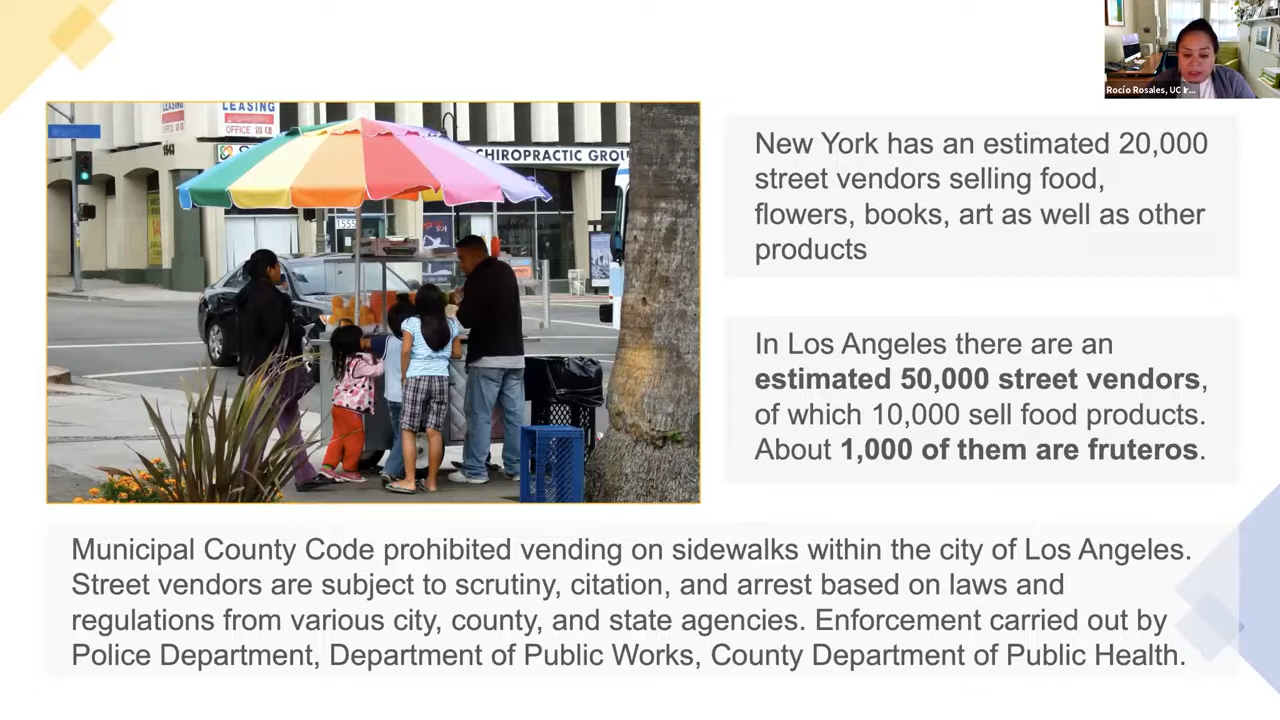 Rocío Rosales, UC Ir...
LEASING
LEASING
OFFICE
1543
CHIROPRACTIC GROU
1555
New York has an estimated 20,000
street vendors selling food,
flowers, books, art as well as other
products
In Los Angeles there are an
estimated 50,000 street vendors,
of which 10,000 sell food products.
About 1,000 of them are fruteros.
Municipal County Code prohibited vending on sidewalks within the city of Los Angeles.
Street vendors are subject to scrutiny, citation, and arrest based on laws and
regulations from various city, county, and state agencies. Enforcement carried out by
Police Department, Department of Public Works, County Department of Public Health.